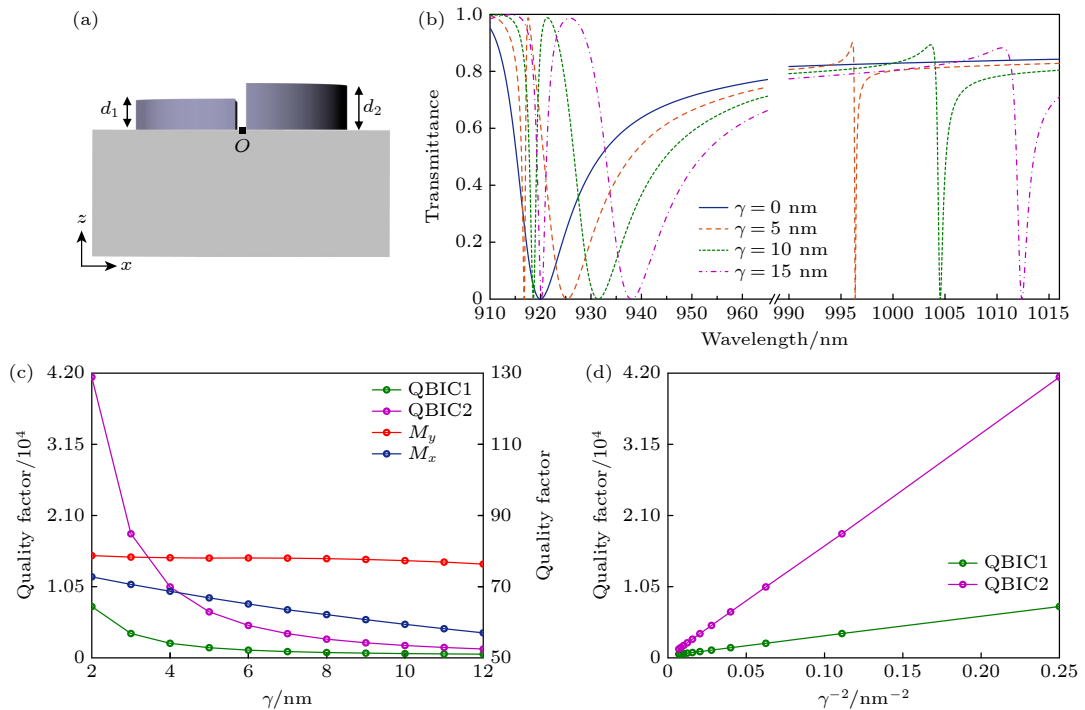 (a)
d1
d2
O
z
x
(b)
Transmittance
1.0
0.8
0.6
0.4
0.2
0
γ = 0 nm
γ = 5 nm
γ = 10 nm
γ = 15 nm
910 920 930 940 950 960 990 995 1000 1005 1010 1015
Wavelength/nm
(c)
Quality factor/10^4
4.20
3.15
2.10
1.05
0
QBIC1
QBIC2
My
Mx
130
110
90
70
50
Quality factor
2 4 6 8 10 12
γ/nm
(d)
Quality factor/10^4
4.20
3.15
2.10
1.05
0
QBIC1
QBIC2
0 0.05 0.10 0.15 0.20 0.25
γ^−2/nm^−2